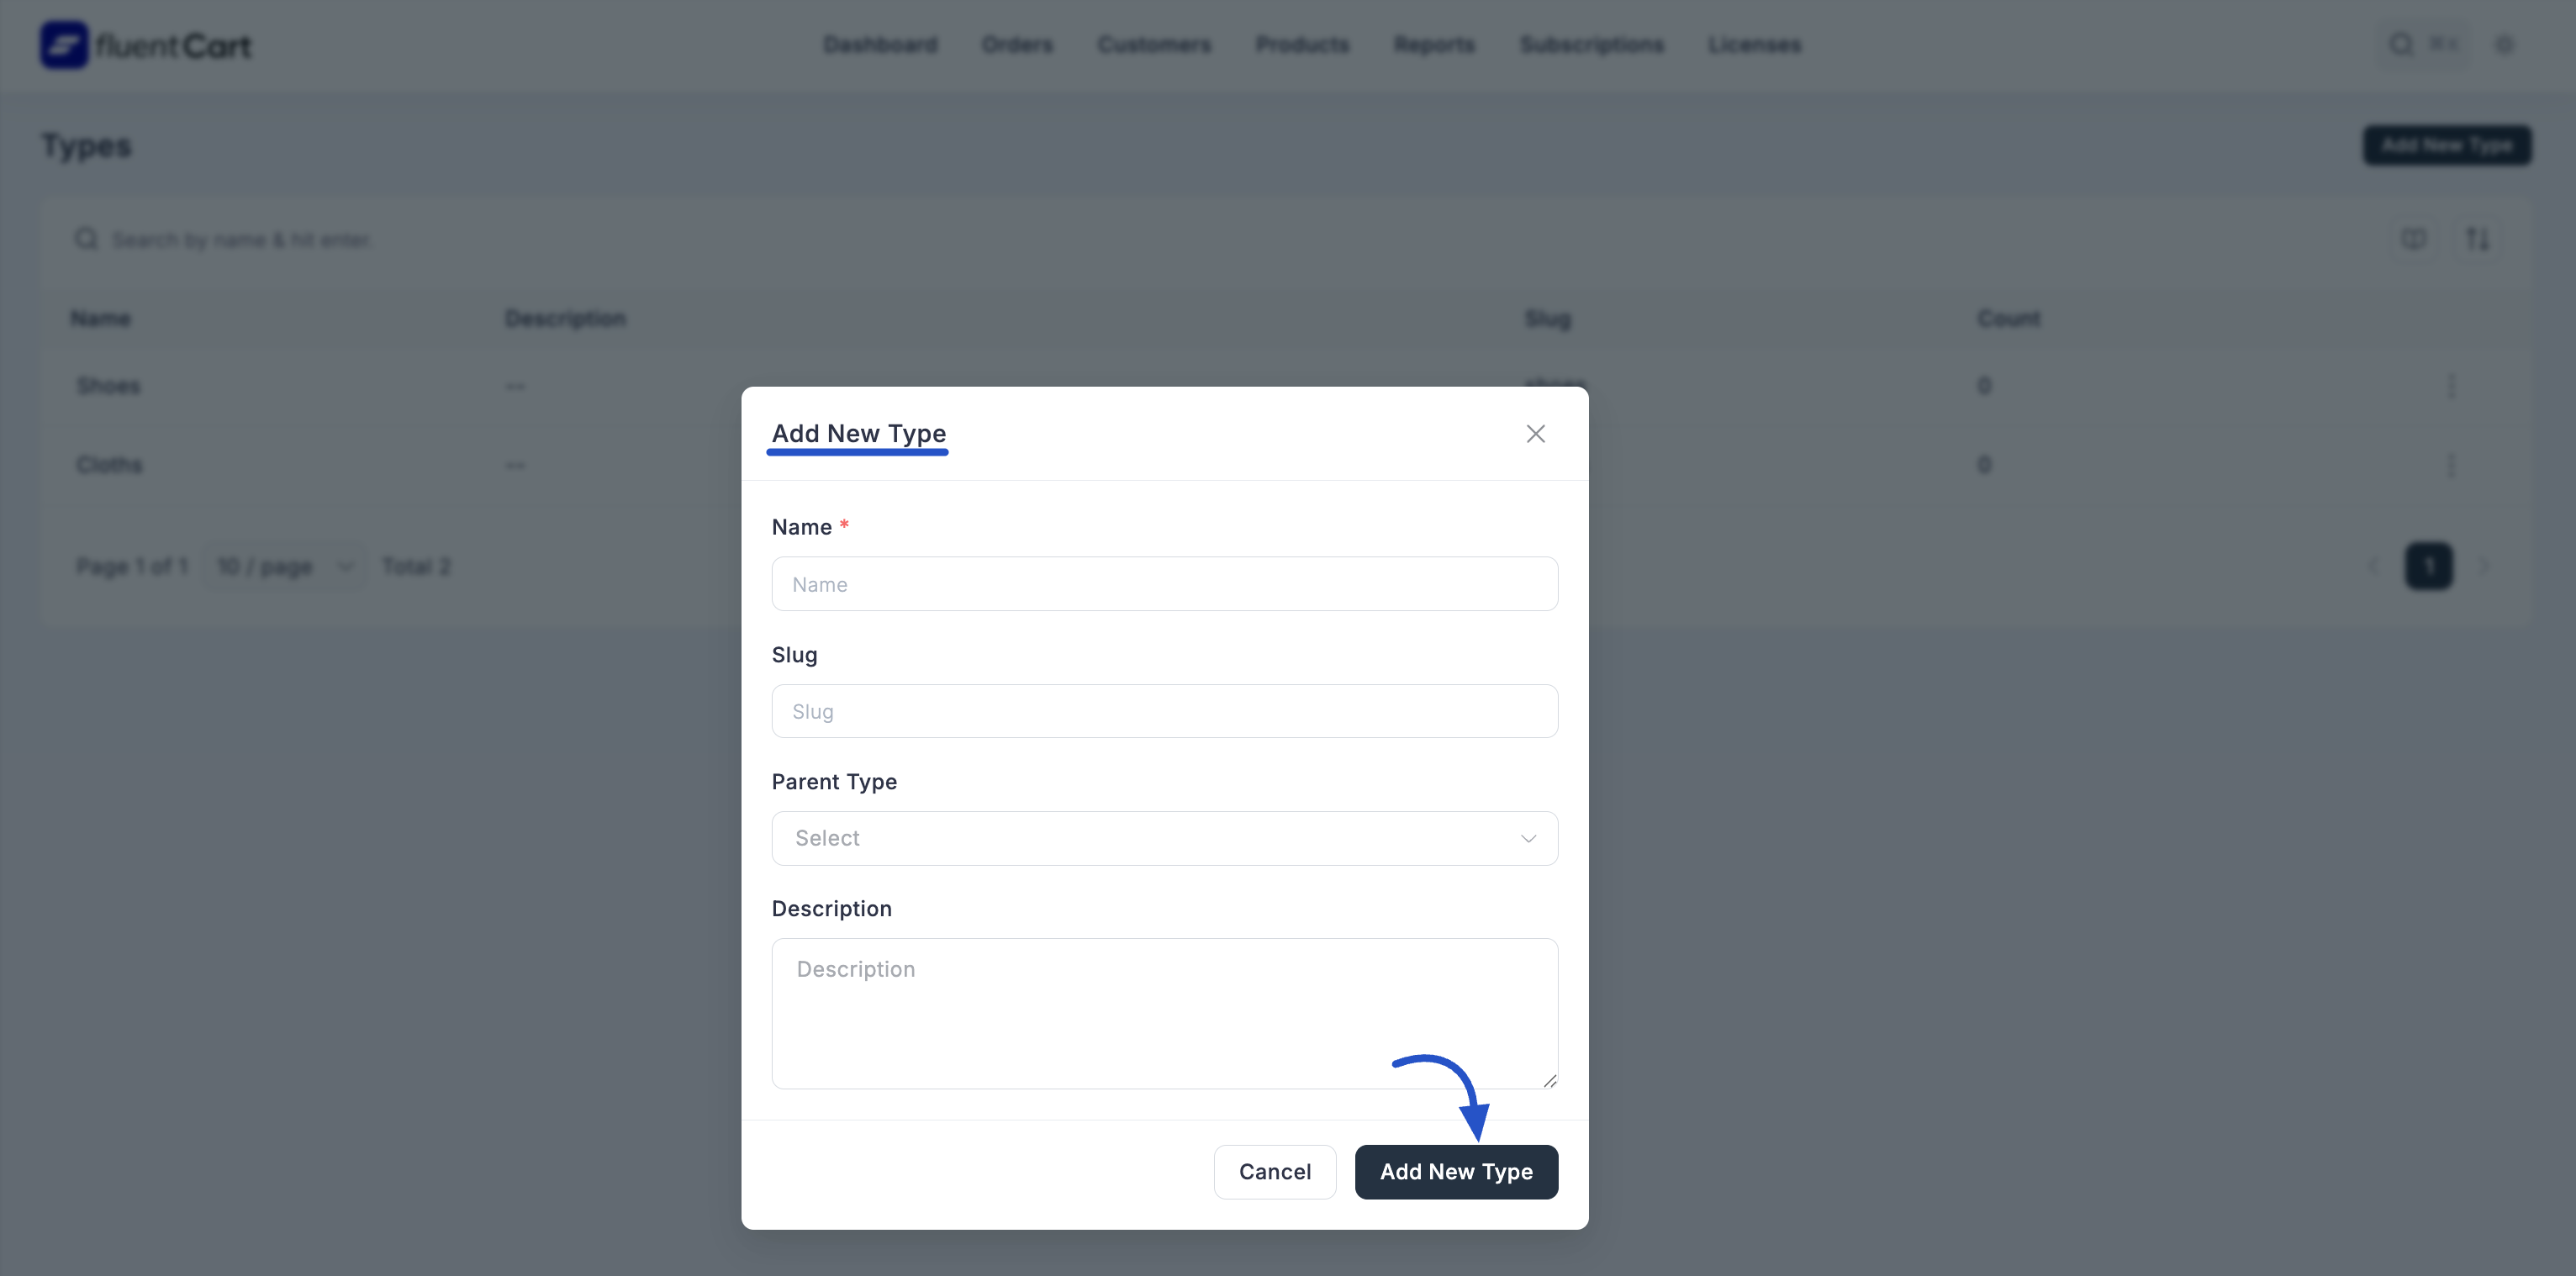 fluentCart
Dashboard Orders Customers Products Reports Subscriptions Licenses
⌘K
Types
Add New Type
Search by name & hit enter.
Name Description Slug Count
Shoes -- shoes 0
Add New Type
Cloths -- 0
Name *
Name
Page 1 of 1 10 / page Total 2 1
Slug
Slug
Parent Type
Select
Description
Description
Cancel Add New Type